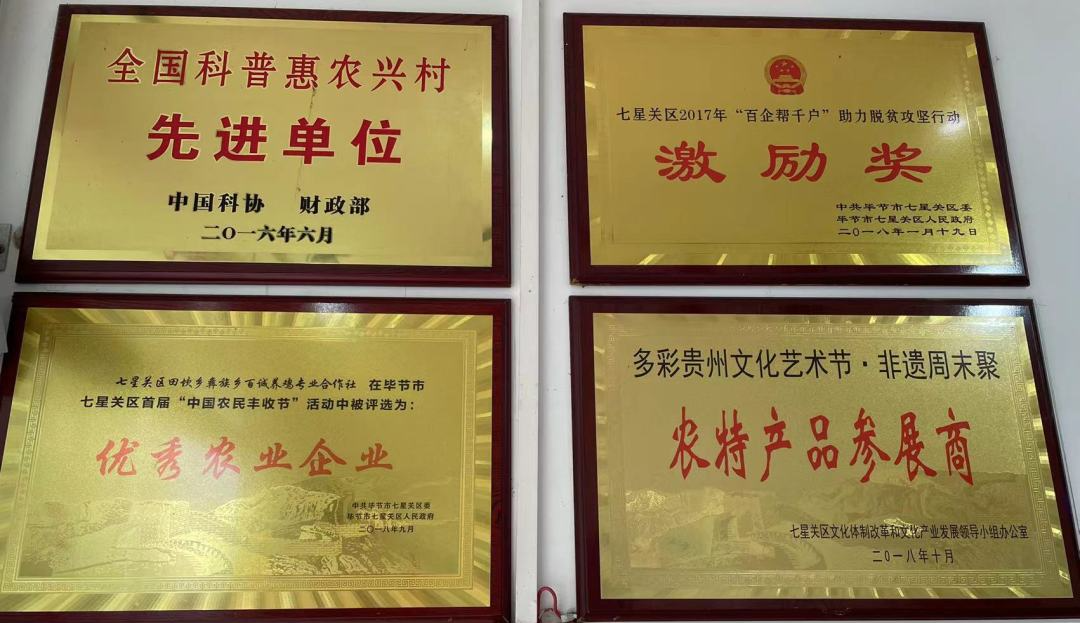 全国科普惠农兴村
先进单位
中国科协 财政部
二〇一六年六月
七星关区2017年“百企帮千户”助力脱贫攻坚行动
激励奖
中共毕节市七星关区委
毕节市七星关区人民政府
二〇一八年一月十九日
七星关区田坎乡彝族乡百诚养鸡专业合作社 在毕节市
七星关区首届“中国农民丰收节”活动中被评选为：
优秀农业企业
中共毕节市七星关区委
毕节市七星关区人民政府
二〇一八年九月
多彩贵州文化艺术节·非遗周末聚
农特产品参展商
七星关区文化体制改革和文化产业发展领导小组办公室
二〇一八年十月